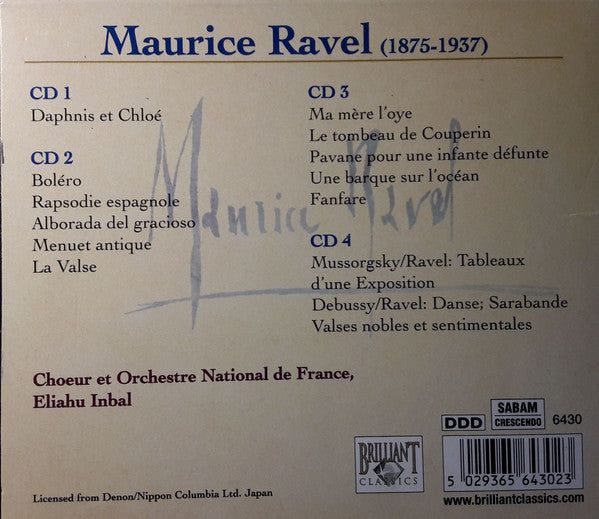 Maurice Ravel (1875-1937)
CD 1
Daphnis et Chloé
CD 2
Boléro
Rapsodie espagnole
Alborada del gracioso
Menuet antique
La Valse
CD 3
Ma mère l'oye
Le tombeau de Couperin
Pavane pour une infante défunte
Une barque sur l'océan
Fanfare
CD 4
Mussorgsky/Ravel: Tableaux
d'une Exposition
Debussy/Ravel: Danse; Sarabande
Valses nobles et sentimentales
Maurice Ravel
Choeur et Orchestre National de France,
Eliahu Inbal
Licensed from Denon/Nippon Columbia Ltd. Japan
BRILLIANT
CLASSICS
DDD
SABAM
CRESCENDO
6430
5 029365 643023
www.brilliantclassics.com